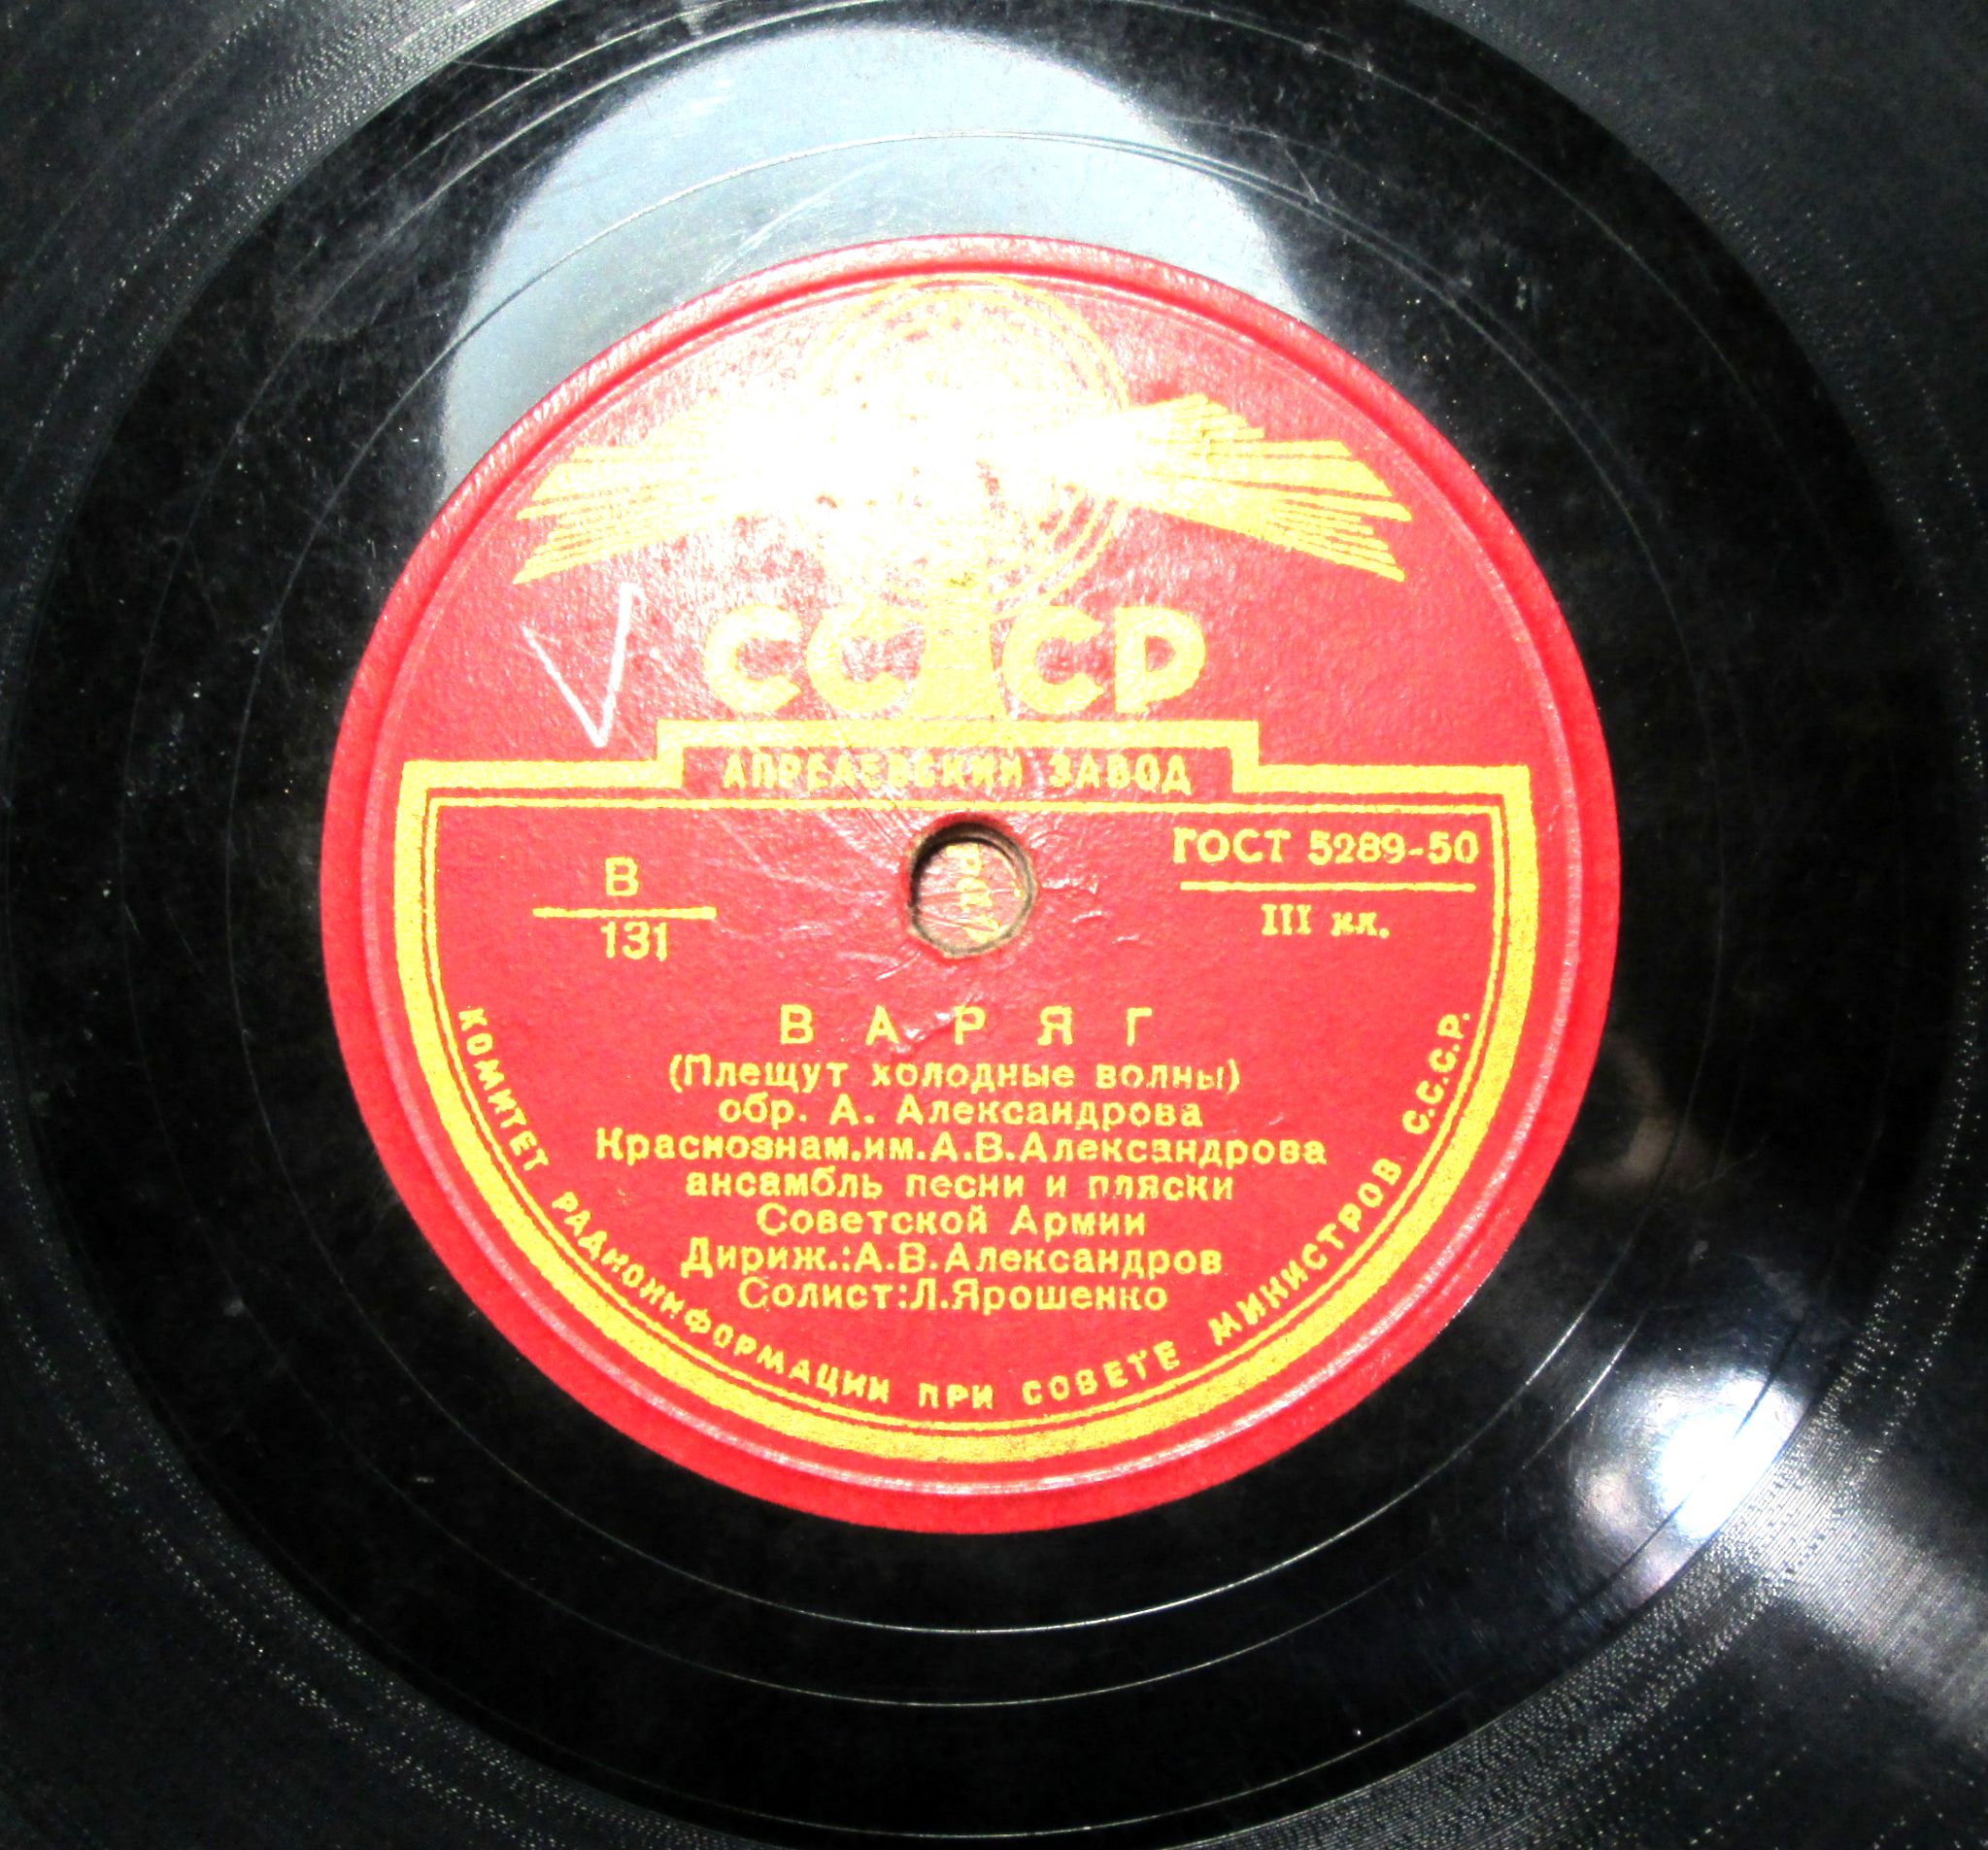 СССР
АПРЕЛЕВСКИЙ ЗАВОД
ГОСТ 5289-50
III кл.
В
131
ВАРЯГ
(Плещут холодные волны)
обр. А. Александрова
Краснознам.им.А.В.Александрова
ансамбль песни и пляски
Советской Армии
Дириж.:А.В.Александров
Солист:Л.Ярошенко
КОМИТЕТ РАДИОИНФОРМАЦИИ ПРИ СОВЕТЕ МИНИСТРОВ С.С.С.Р.